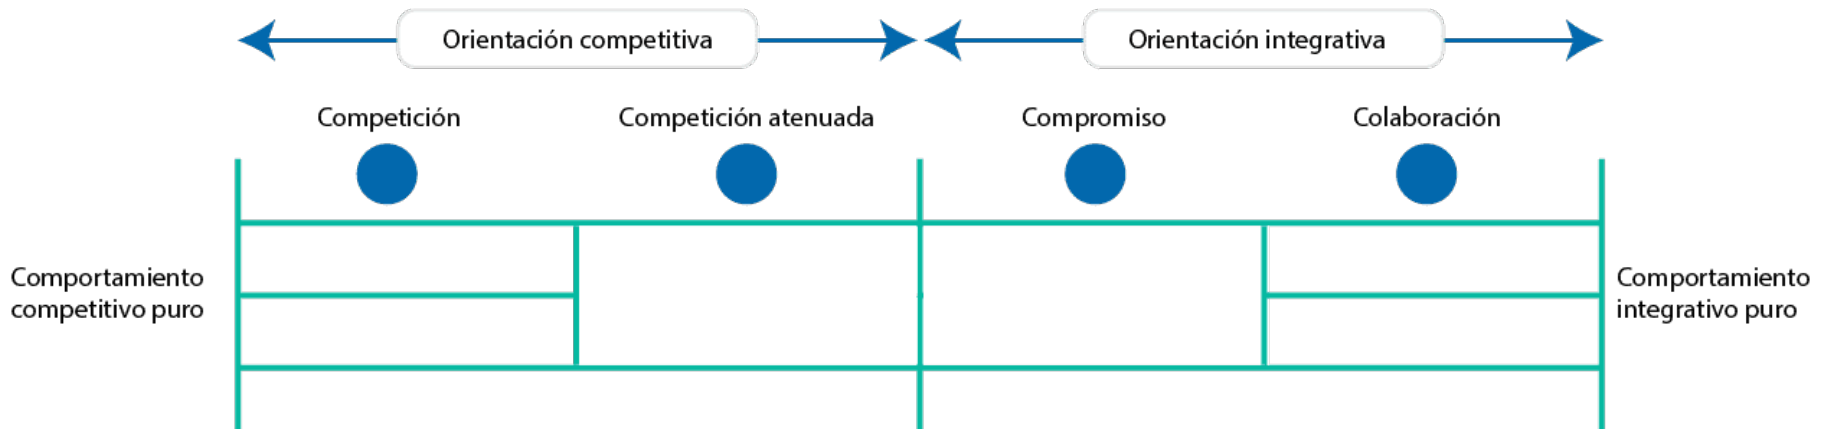 Orientación competitiva
Orientación integrativa
Competición
Competición atenuada
Compromiso
Colaboración
Comportamiento
competitivo puro
Comportamiento
integrativo puro